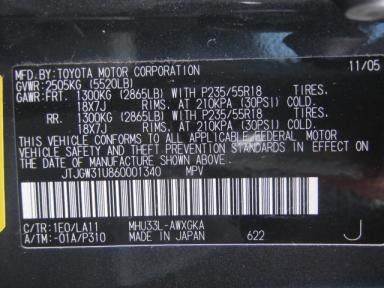 MFD.BY:TOYOTA MOTOR CORPORATION 11/05
GVWR: 2505KG (5520LB)
GAWR:FRT. 1300KG (2865LB) WITH P235/55R18 TIRES.
18X7J RIMS, AT 210KPA (30PSI) COLD.
RR. 1300KG (2865LB) WITH P235/55R18 TIRES.
18X7J RIMS, AT 210KPA (30PSI) COLD.
THIS VEHICLE CONFORMS TO ALL APPLICABLE FEDERAL MOTOR
VEHICLE SAFETY AND BUMPER STANDARDS IN EFFECT ON THE
DATE OF MANUFACTURE SHOWN ABOVE.
JTJGW31U860001340 MPV
C/TR:1E0/LA11 MHU33L-AWXGKA
A/TM:-01A/P310 MADE IN JAPAN 622 J